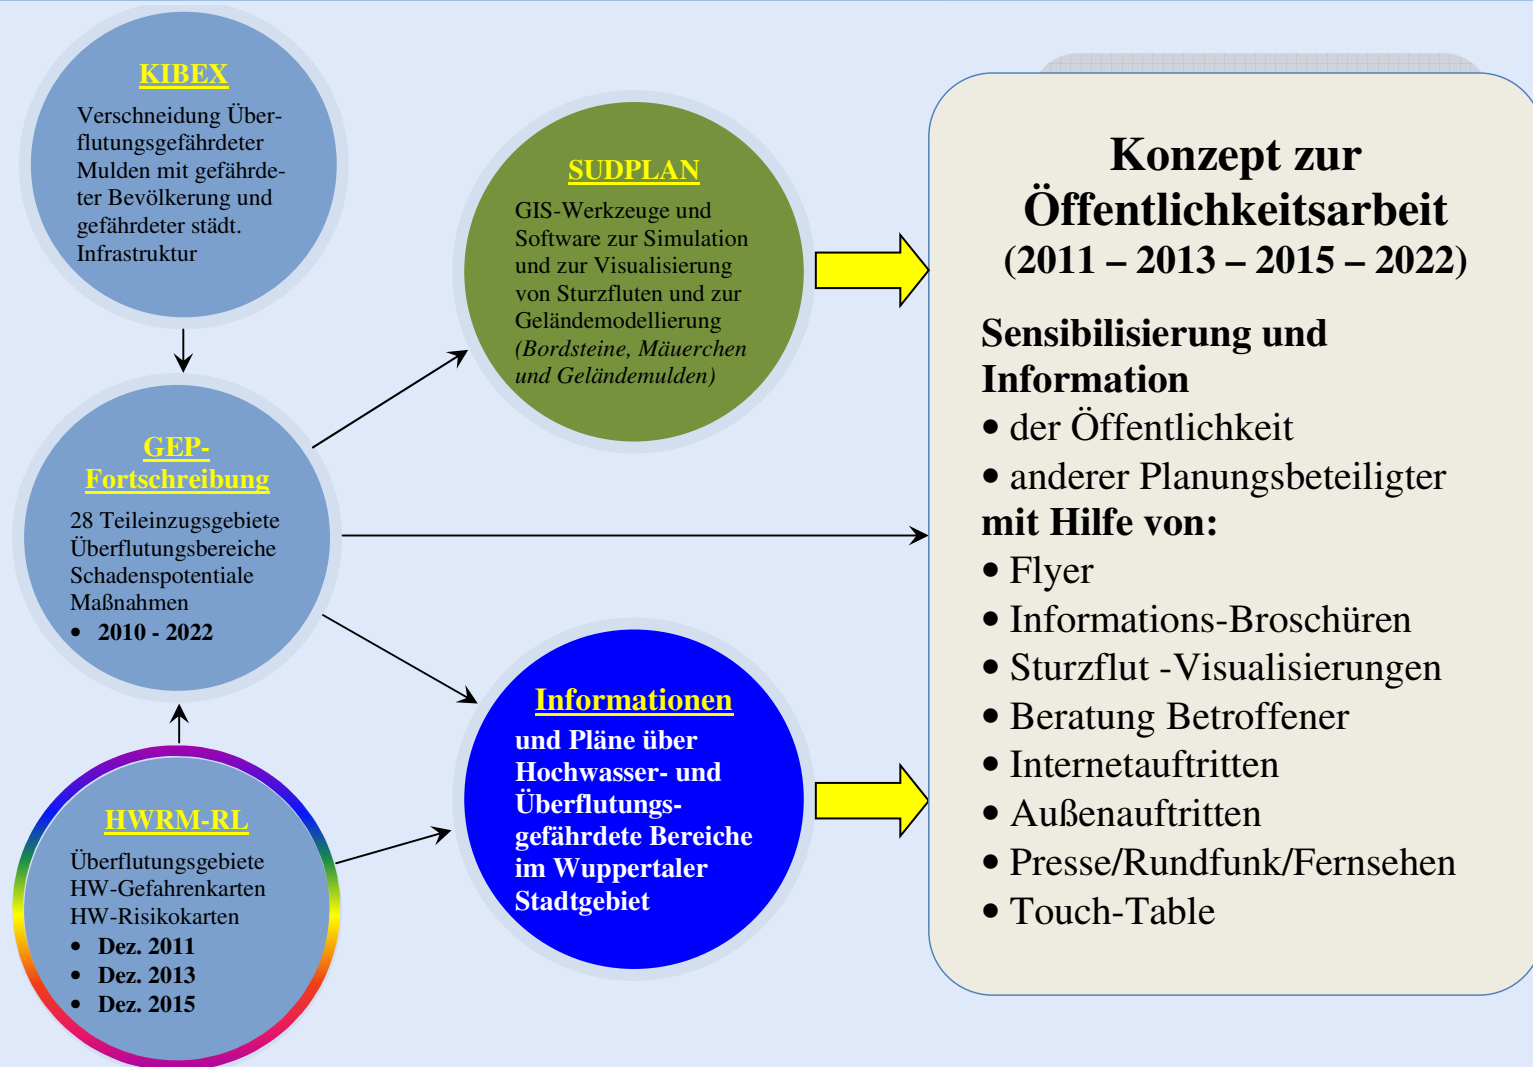 KIBEX
Verschneidung Über-
flutungsgefährdeter
Mulden mit gefährde-
ter Bevölkerung und
gefährdeter städt.
Infrastruktur
GEP-
Fortschreibung
28 Teileinzugsgebiete
Überflutungsbereiche
Schadenspotentiale
Maßnahmen
• 2010 - 2022
HWRM-RL
Überflutungsgebiete
HW-Gefahrenkarten
HW-Risikokarten
• Dez. 2011
• Dez. 2013
• Dez. 2015
SUDPLAN
GIS-Werkzeuge und
Software zur Simulation
und zur Visualisierung
von Sturzfluten und zur
Geländemodellierung
(Bordsteine, Mäuerchen
und Geländemulden)
Informationen
und Pläne über
Hochwasser- und
Überflutungs-
gefährdete Bereiche
im Wuppertaler
Stadtgebiet
Konzept zur
Öffentlichkeitsarbeit
(2011 – 2013 – 2015 – 2022)
Sensibilisierung und
Information
• der Öffentlichkeit
• anderer Planungsbeteiligter
mit Hilfe von:
• Flyer
• Informations-Broschüren
• Sturzflut -Visualisierungen
• Beratung Betroffener
• Internetauftritten
• Außenauftritten
• Presse/Rundfunk/Fernsehen
• Touch-Table